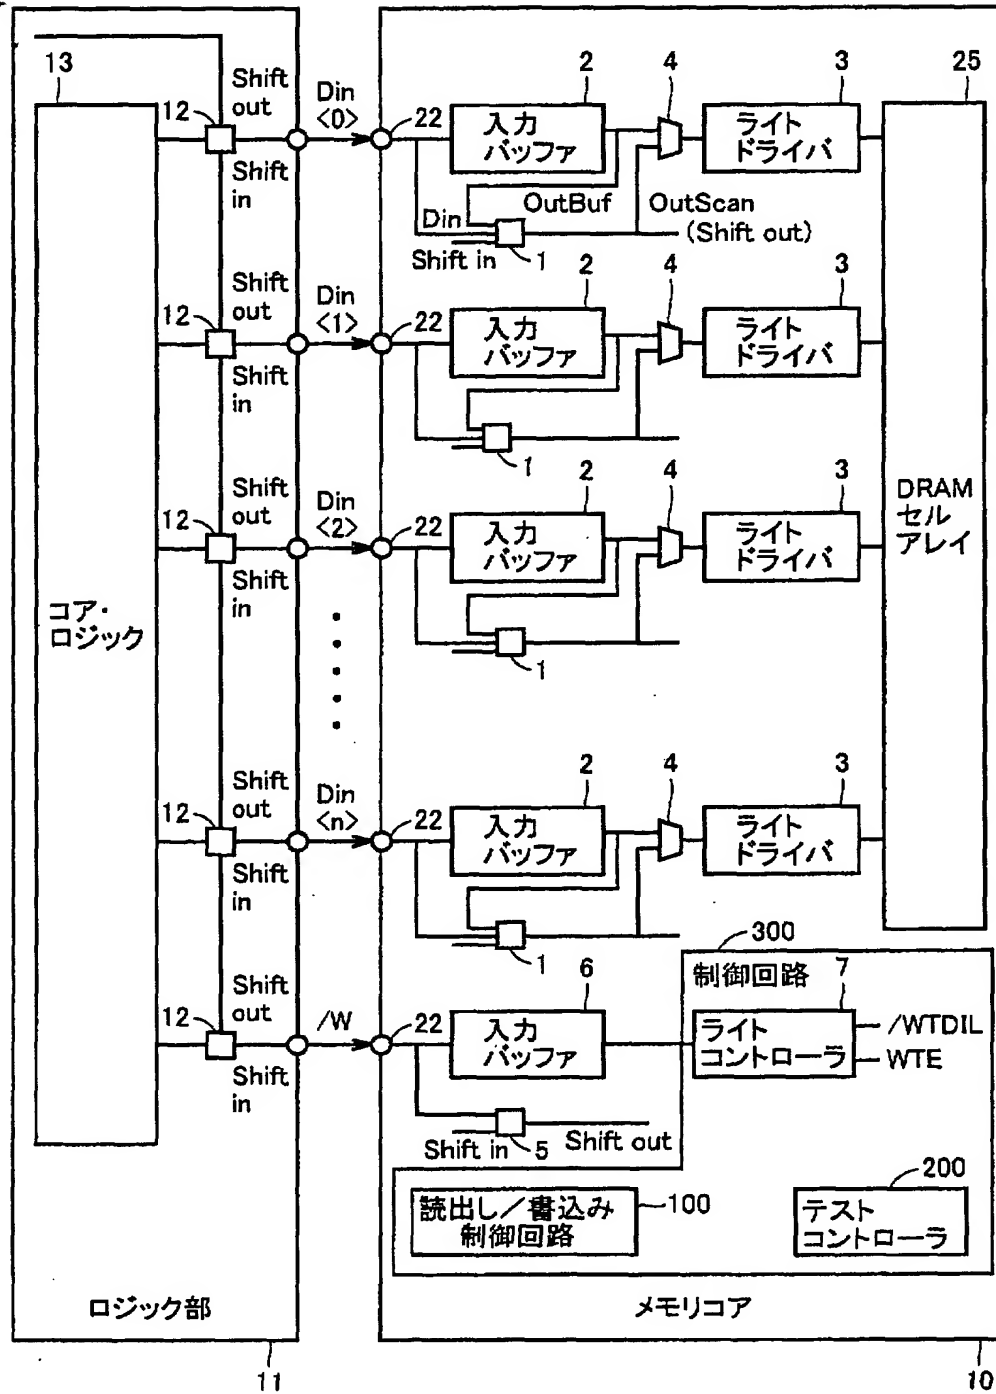 13
12
Shift
out
Din
<0>
22
2
4
3
25
入力
バッファ
ライト
ドライバ
Shift
in
Din
OutBuf
OutScan
(Shift out)
Shift in
1
12
Shift
out
Din
<1>
22
2
4
3
入力
バッファ
ライト
ドライバ
Shift
in
1
12
Shift
out
Din
<2>
22
2
4
3
入力
バッファ
ライト
ドライバ
DRAM
セル
アレイ
Shift
in
コア・
ロジック
1
12
Shift
out
Din
<n>
22
2
4
3
入力
バッファ
ライト
ドライバ
Shift
in
1
300
制御回路
12
Shift
out
/W
22
6
入力
バッファ
7
ライト
コントローラ
/WTDIL
WTE
Shift
in
Shift in
5
Shift out
読出し／書込み
制御回路
100
200
テスト
コントローラ
ロジック部
メモリコア
11
10